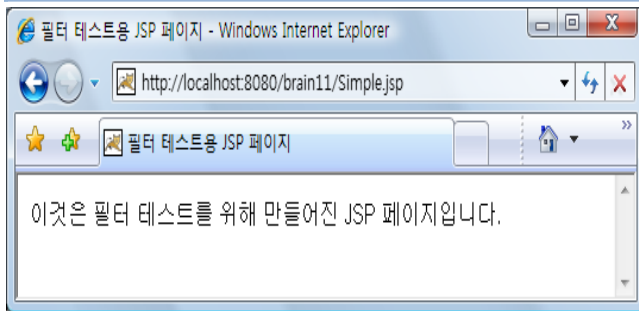 필터 테스트용 JSP 페이지 - Windows Internet Explorer
http://localhost:8080/brain11/Simple.jsp
필터 테스트용 JSP 페이지
이것은 필터 테스트를 위해 만들어진 JSP 페이지입니다.